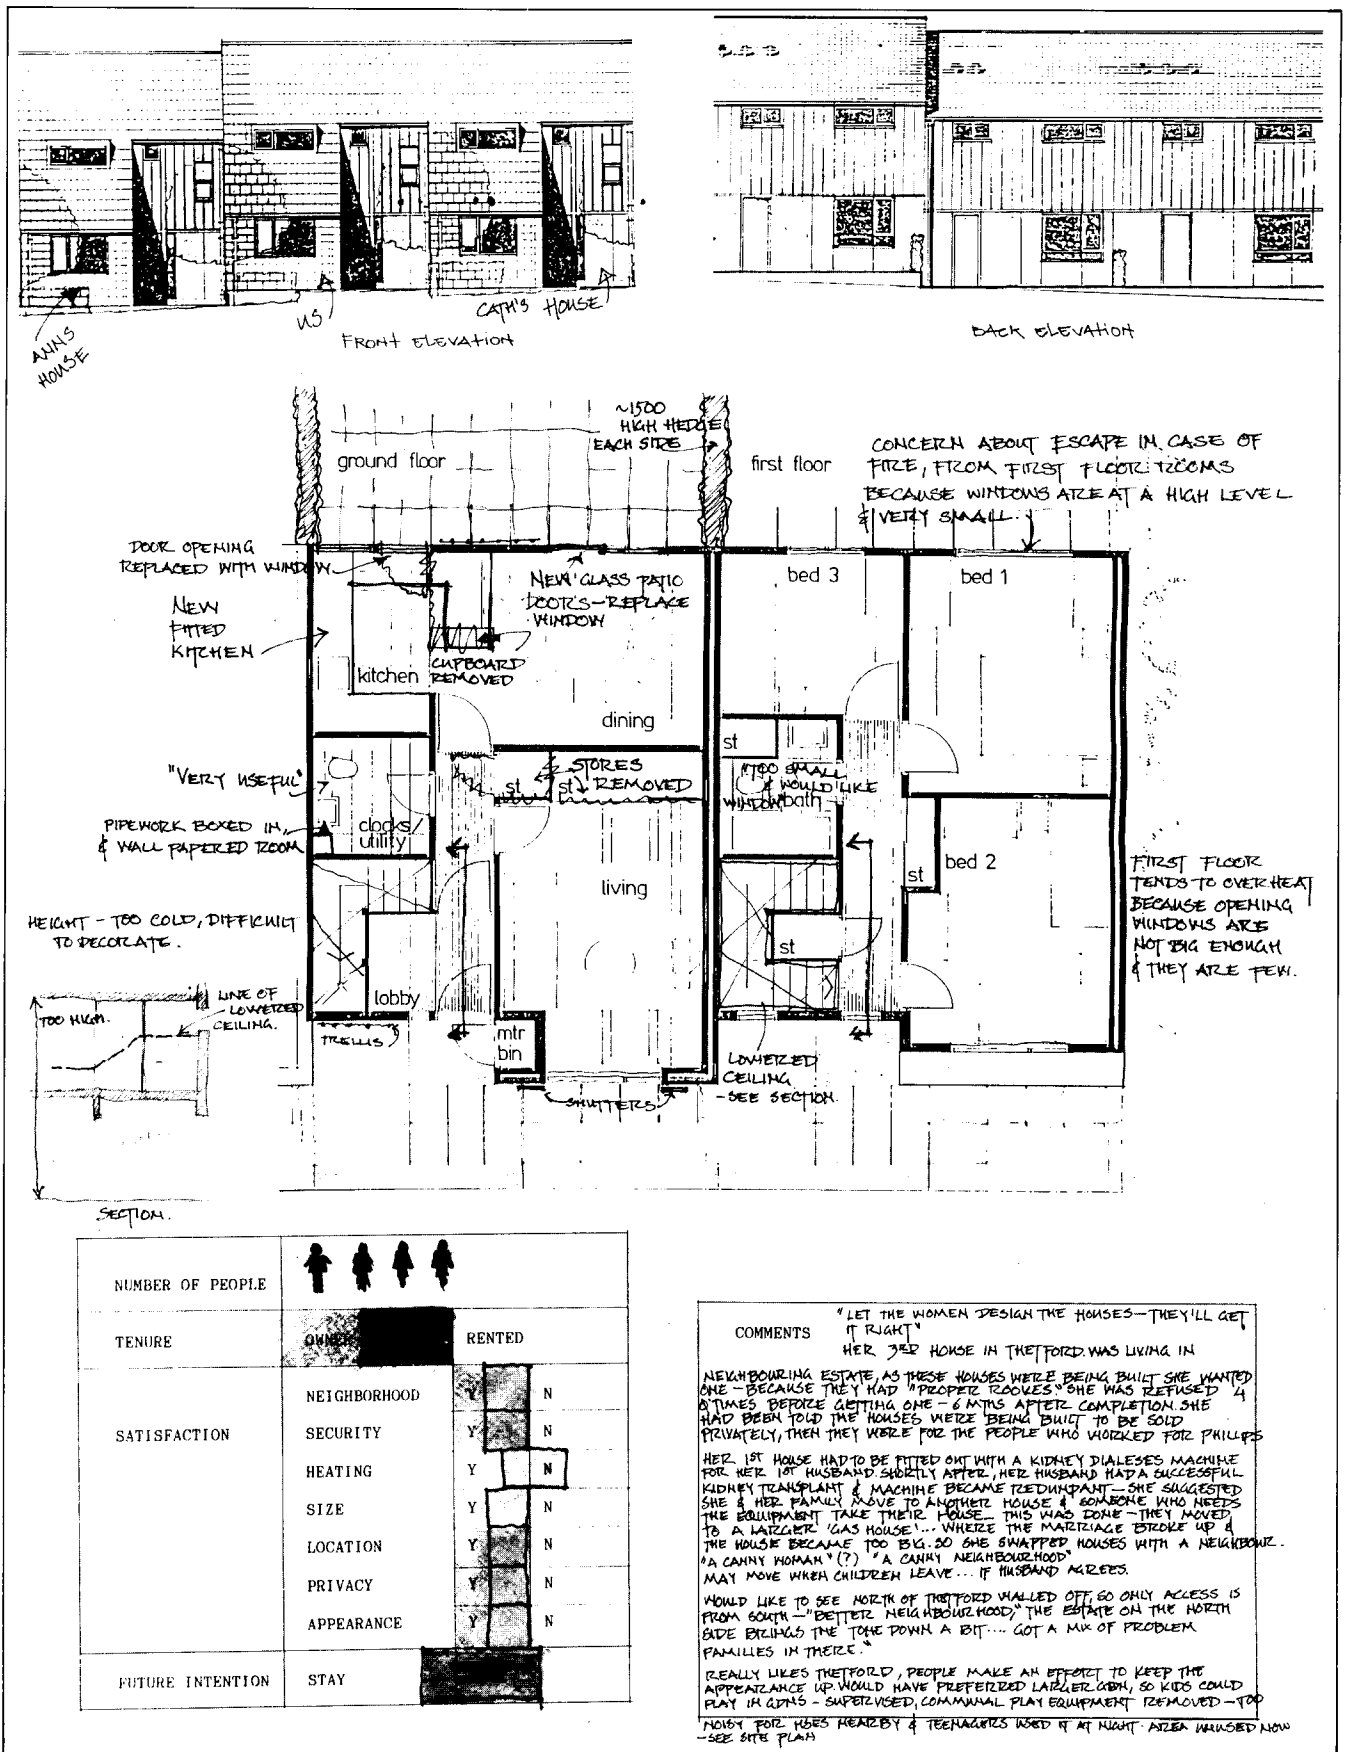 ANNS
HOUSE
US
CATH'S HOUSE
FRONT ELEVATION
BACK ELEVATION
~1500
HIGH HEDGE
EACH SIDE
ground floor
first floor
CONCERN ABOUT ESCAPE IN CASE OF
FIRE, FROM FIRST FLOOR ROOMS
BECAUSE WINDOWS ARE AT A HIGH LEVEL
& VERY SMALL.
DOOR OPENING
REPLACED WITH WINDOW
NEW
FITTED
KITCHEN
NEW GLASS PATIO
DOORS - REPLACE
WINDOW
CUPBOARD
REMOVED
kitchen
dining
bed 3
bed 1
"VERY USEFUL"
PIPEWORK BOXED IN,
& WALL PAPERED ROOM
clocks/
utility
STORES
REMOVED
st
st
st
"TOO SMALL
& WOULD LIKE
WINDOW"
bath
living
st
bed 2
st
FIRST FLOOR
TENDS TO OVERHEAT
BECAUSE OPENING
WINDOWS ARE
NOT BIG ENOUGH
& THEY ARE FEW.
HEIGHT - TOO COLD, DIFFICULT
TO DECORATE.
TOO HIGH.
LINE OF
LOWERED
CEILING.
SECTION.
lobby
TRELLIS
mtr
bin
SHUTTERS
LOWERED
CEILING
- SEE SECTION.
NUMBER OF PEOPLE
TENURE OWNER RENTED
SATISFACTION
NEIGHBORHOOD Y N
SECURITY Y N
HEATING Y N
SIZE Y N
LOCATION Y N
PRIVACY Y N
APPEARANCE Y N
FUTURE INTENTION STAY
COMMENTS "LET THE WOMEN DESIGN THE HOUSES - THEY'LL GET
IT RIGHT"
HER 3RD HOUSE IN THETFORD. WAS LIVING IN
NEIGHBOURING ESTATE, AS THESE HOUSES WERE BEING BUILT SHE WANTED
ONE - BECAUSE THEY HAD "PROPER ROOVES." SHE WAS REFUSED 4
TIMES BEFORE GETTING ONE - 6 MTHS AFTER COMPLETION. SHE
HAD BEEN TOLD THE HOUSES WERE BEING BUILT TO BE SOLD
PRIVATELY, THEN THEY WERE FOR THE PEOPLE WHO WORKED FOR PHILLIPS
HER 1ST HOUSE HAD TO BE FITTED OUT WITH A KIDNEY DIALESES MACHINE
FOR HER 1ST HUSBAND. SHORTLY AFTER, HER HUSBAND HAD A SUCCESSFUL
KIDNEY TRANSPLANT & MACHINE BECAME REDUNDANT - SHE SUGGESTED
SHE & HER FAMILY MOVE TO ANOTHER HOUSE & SOMEONE WHO NEEDS
THE EQUIPMENT TAKE THEIR HOUSE. THIS WAS DONE - THEY MOVED
TO A LARGER 'GAS HOUSE'... WHERE THE MARRIAGE BROKE UP &
THE HOUSE BECAME TOO BIG. SO SHE SWAPPED HOUSES WITH A NEIGHBOUR.
"A CANNY WOMAN" (?) "A CANNY NEIGHBOURHOOD"
MAY MOVE WHEN CHILDREN LEAVE... IF HUSBAND AGREES.
WOULD LIKE TO SEE NORTH OF THETFORD WALLED OFF, SO ONLY ACCESS IS
FROM SOUTH - "BETTER NEIGHBOURHOOD," THE ESTATE ON THE NORTH
SIDE BRINGS THE TONE DOWN A BIT.... GOT A MIX OF PROBLEM
FAMILIES IN THERE."
REALLY LIKES THETFORD, PEOPLE MAKE AN EFFORT TO KEEP THE
APPEARANCE UP. WOULD HAVE PREFERRED LARGER GDN, SO KIDS COULD
PLAY IN GDNS - SUPERVISED, COMMUNAL PLAY EQUIPMENT REMOVED - TOO
NOISY FOR HSES NEARBY & TEENAGERS USED IT AT NIGHT. AREA UNUSED NOW
- SEE SITE PLAN